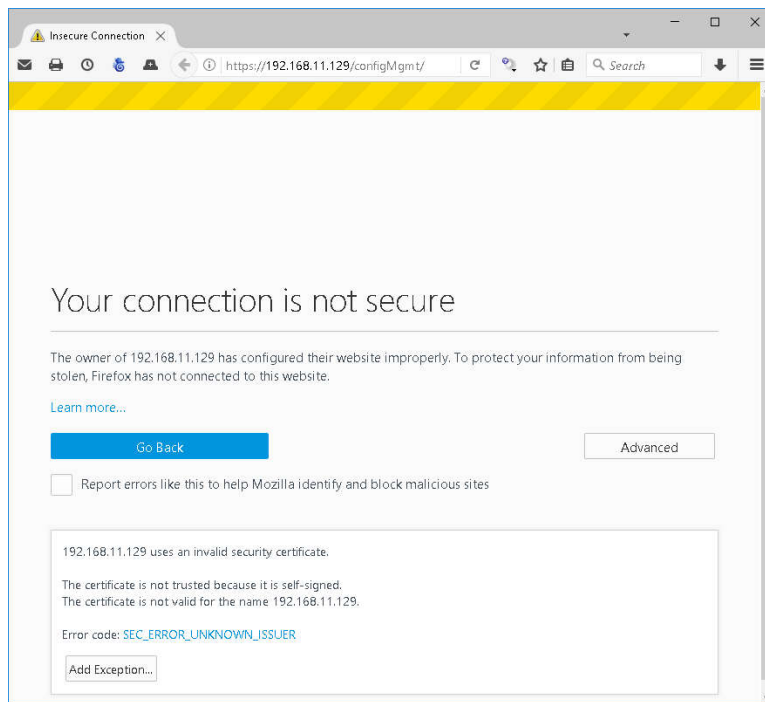 Insecure Connection
https://192.168.11.129/configMgmt/
Search
Your connection is not secure
The owner of 192.168.11.129 has configured their website improperly. To protect your information from being
stolen, Firefox has not connected to this website.
Learn more...
Go Back
Advanced
Report errors like this to help Mozilla identify and block malicious sites
192.168.11.129 uses an invalid security certificate.
The certificate is not trusted because it is self-signed.
The certificate is not valid for the name 192.168.11.129.
Error code: SEC_ERROR_UNKNOWN_ISSUER
Add Exception...